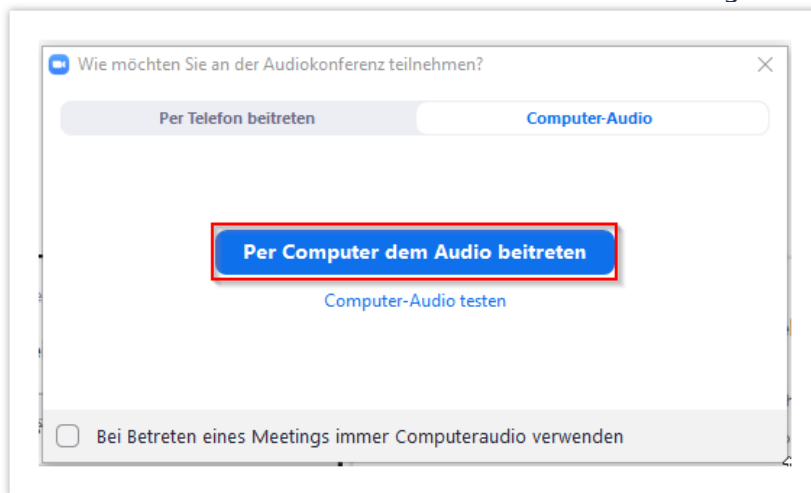 Wie möchten Sie an der Audiokonferenz teilnehmen?
Per Telefon beitreten
Computer-Audio
Per Computer dem Audio beitreten
Computer-Audio testen
Bei Betreten eines Meetings immer Computeraudio verwenden